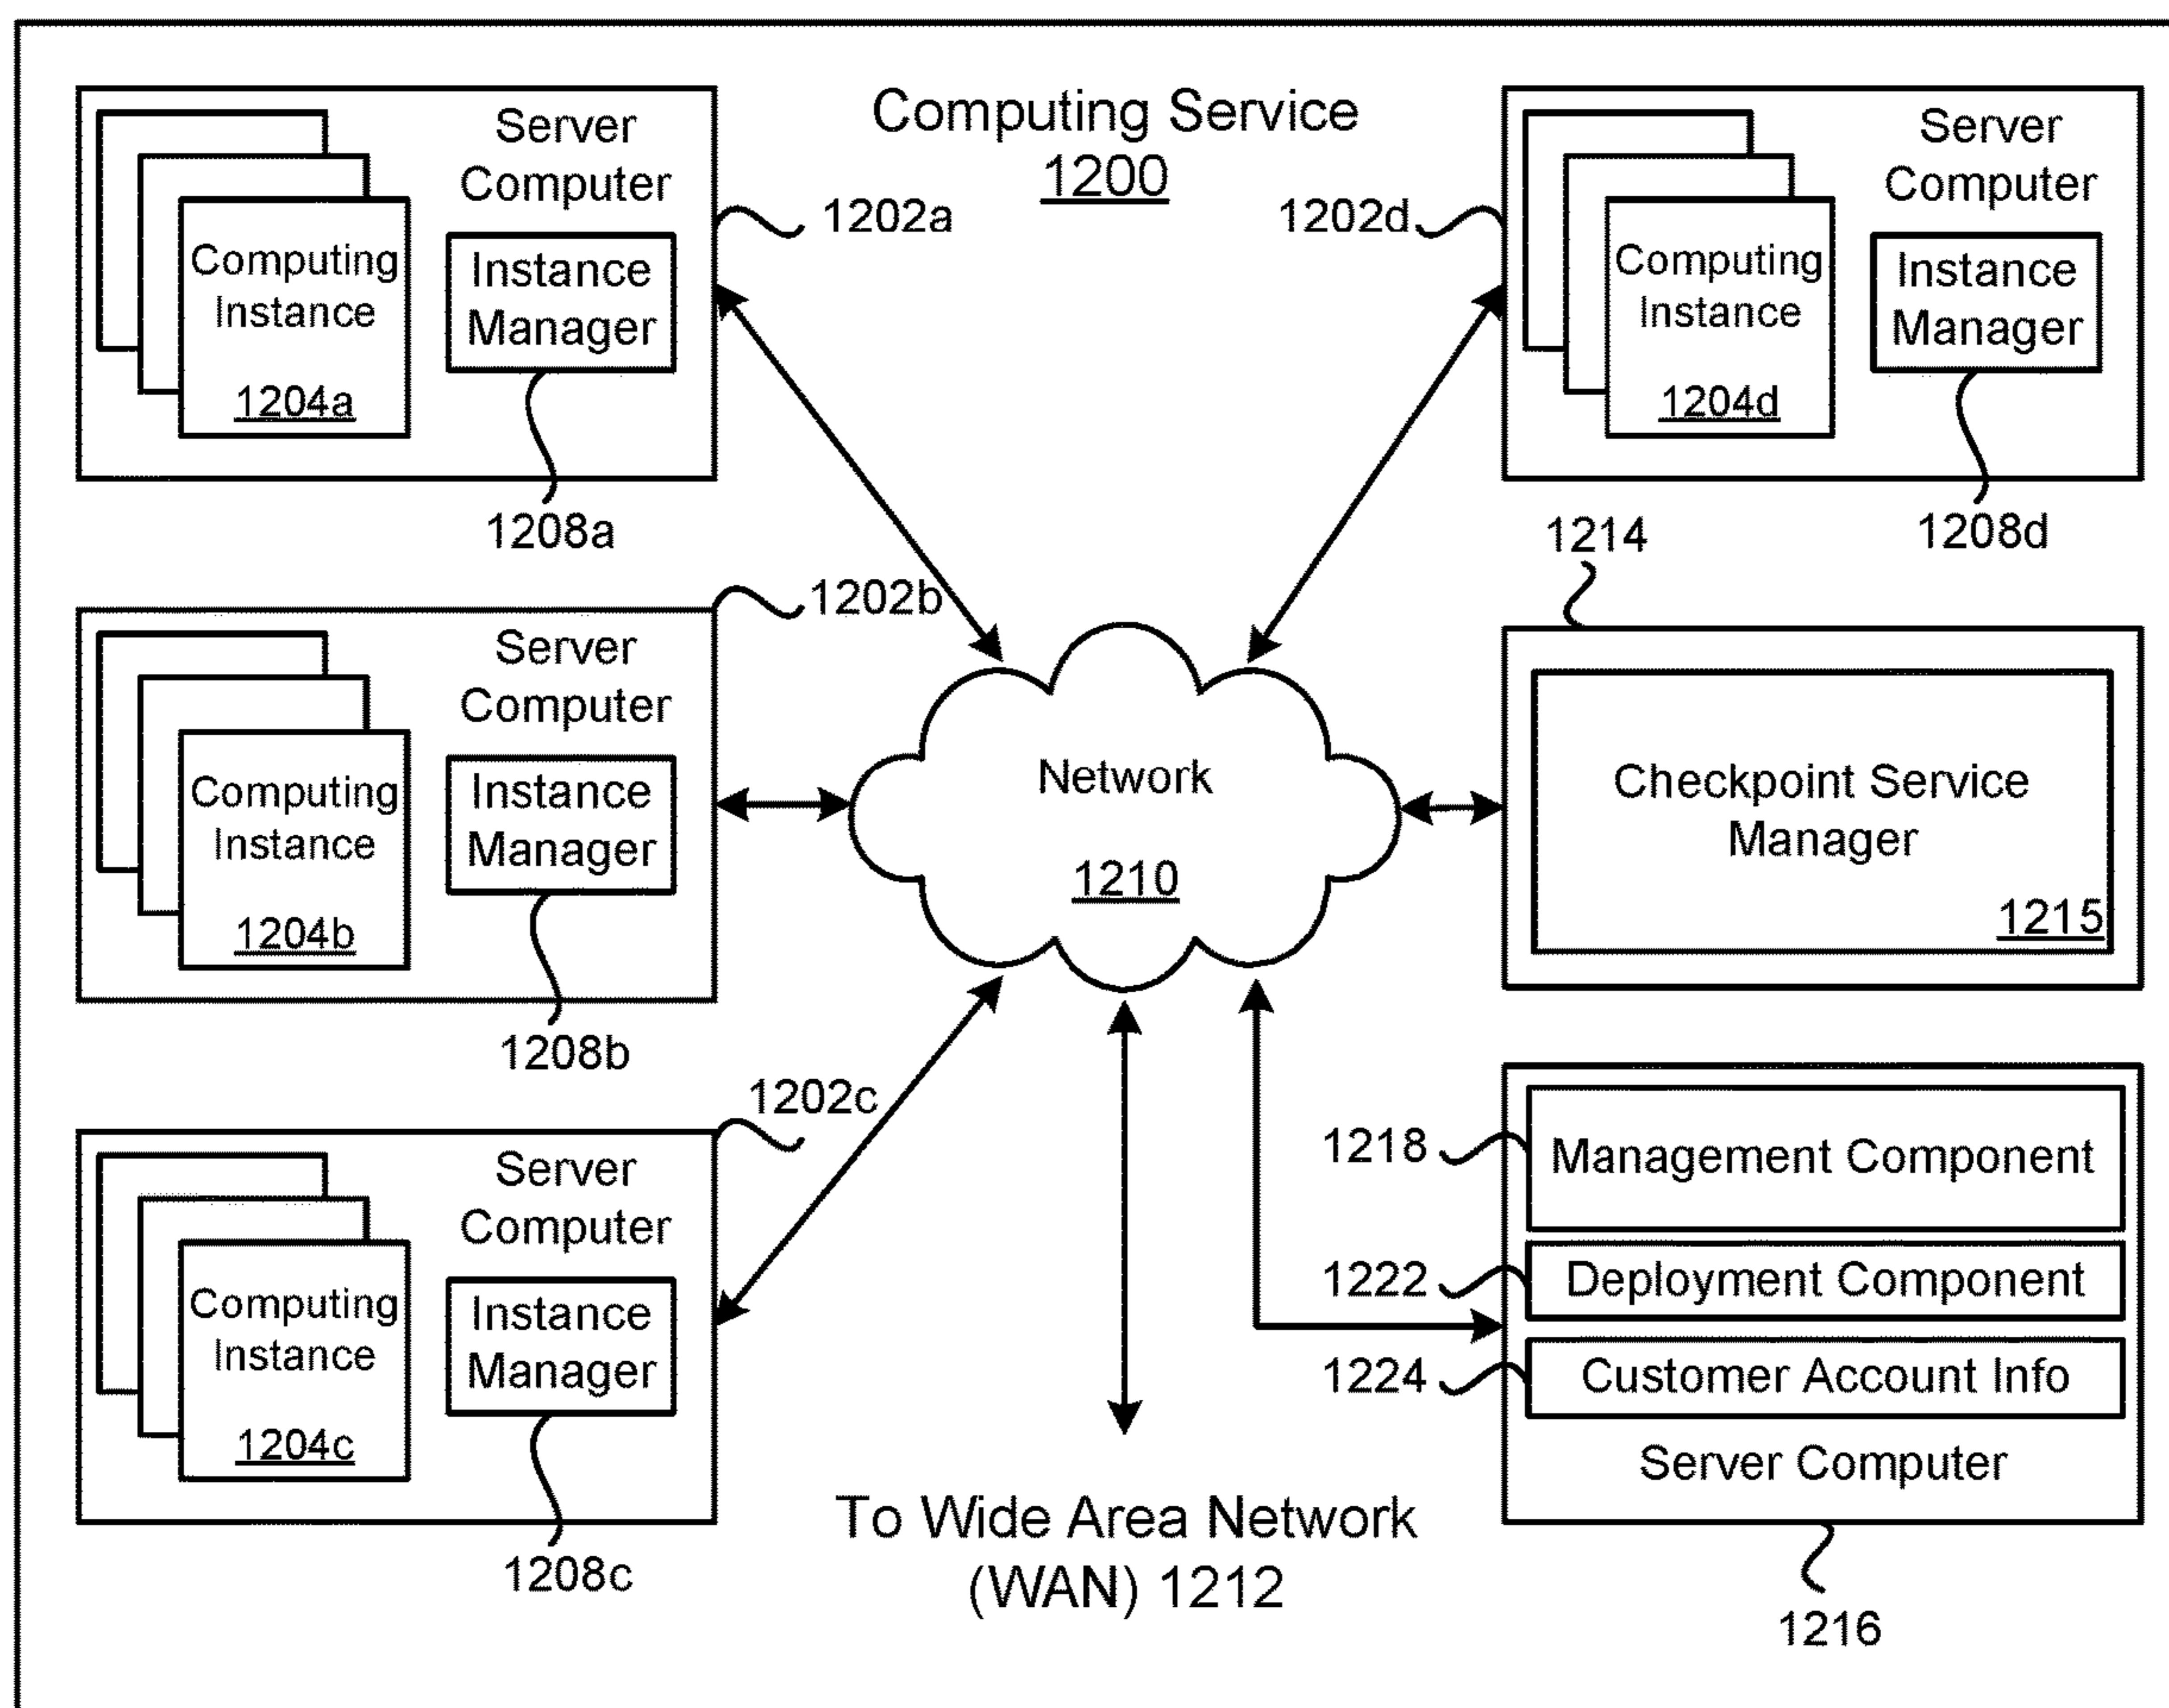 Computing Service
1200
Server
Computer
Computing
Instance
1204a
Instance
Manager
1202a
1208a
Server
Computer
Computing
Instance
1204d
Instance
Manager
1202d
1208d
Server
Computer
Computing
Instance
1204b
Instance
Manager
1202b
1208b
Network
1210
1214
Checkpoint Service
Manager
1215
Server
Computer
Computing
Instance
1204c
Instance
Manager
1202c
1208c
To Wide Area Network
(WAN) 1212
1218
Management Component
1222
Deployment Component
1224
Customer Account Info
Server Computer
1216